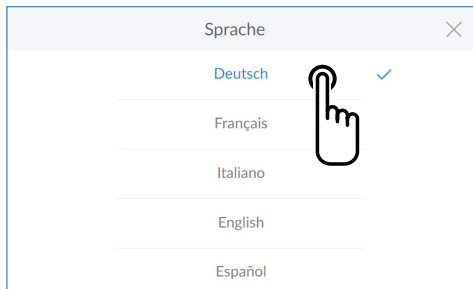 Sprache
Deutsch
Français
Italiano
English
Español